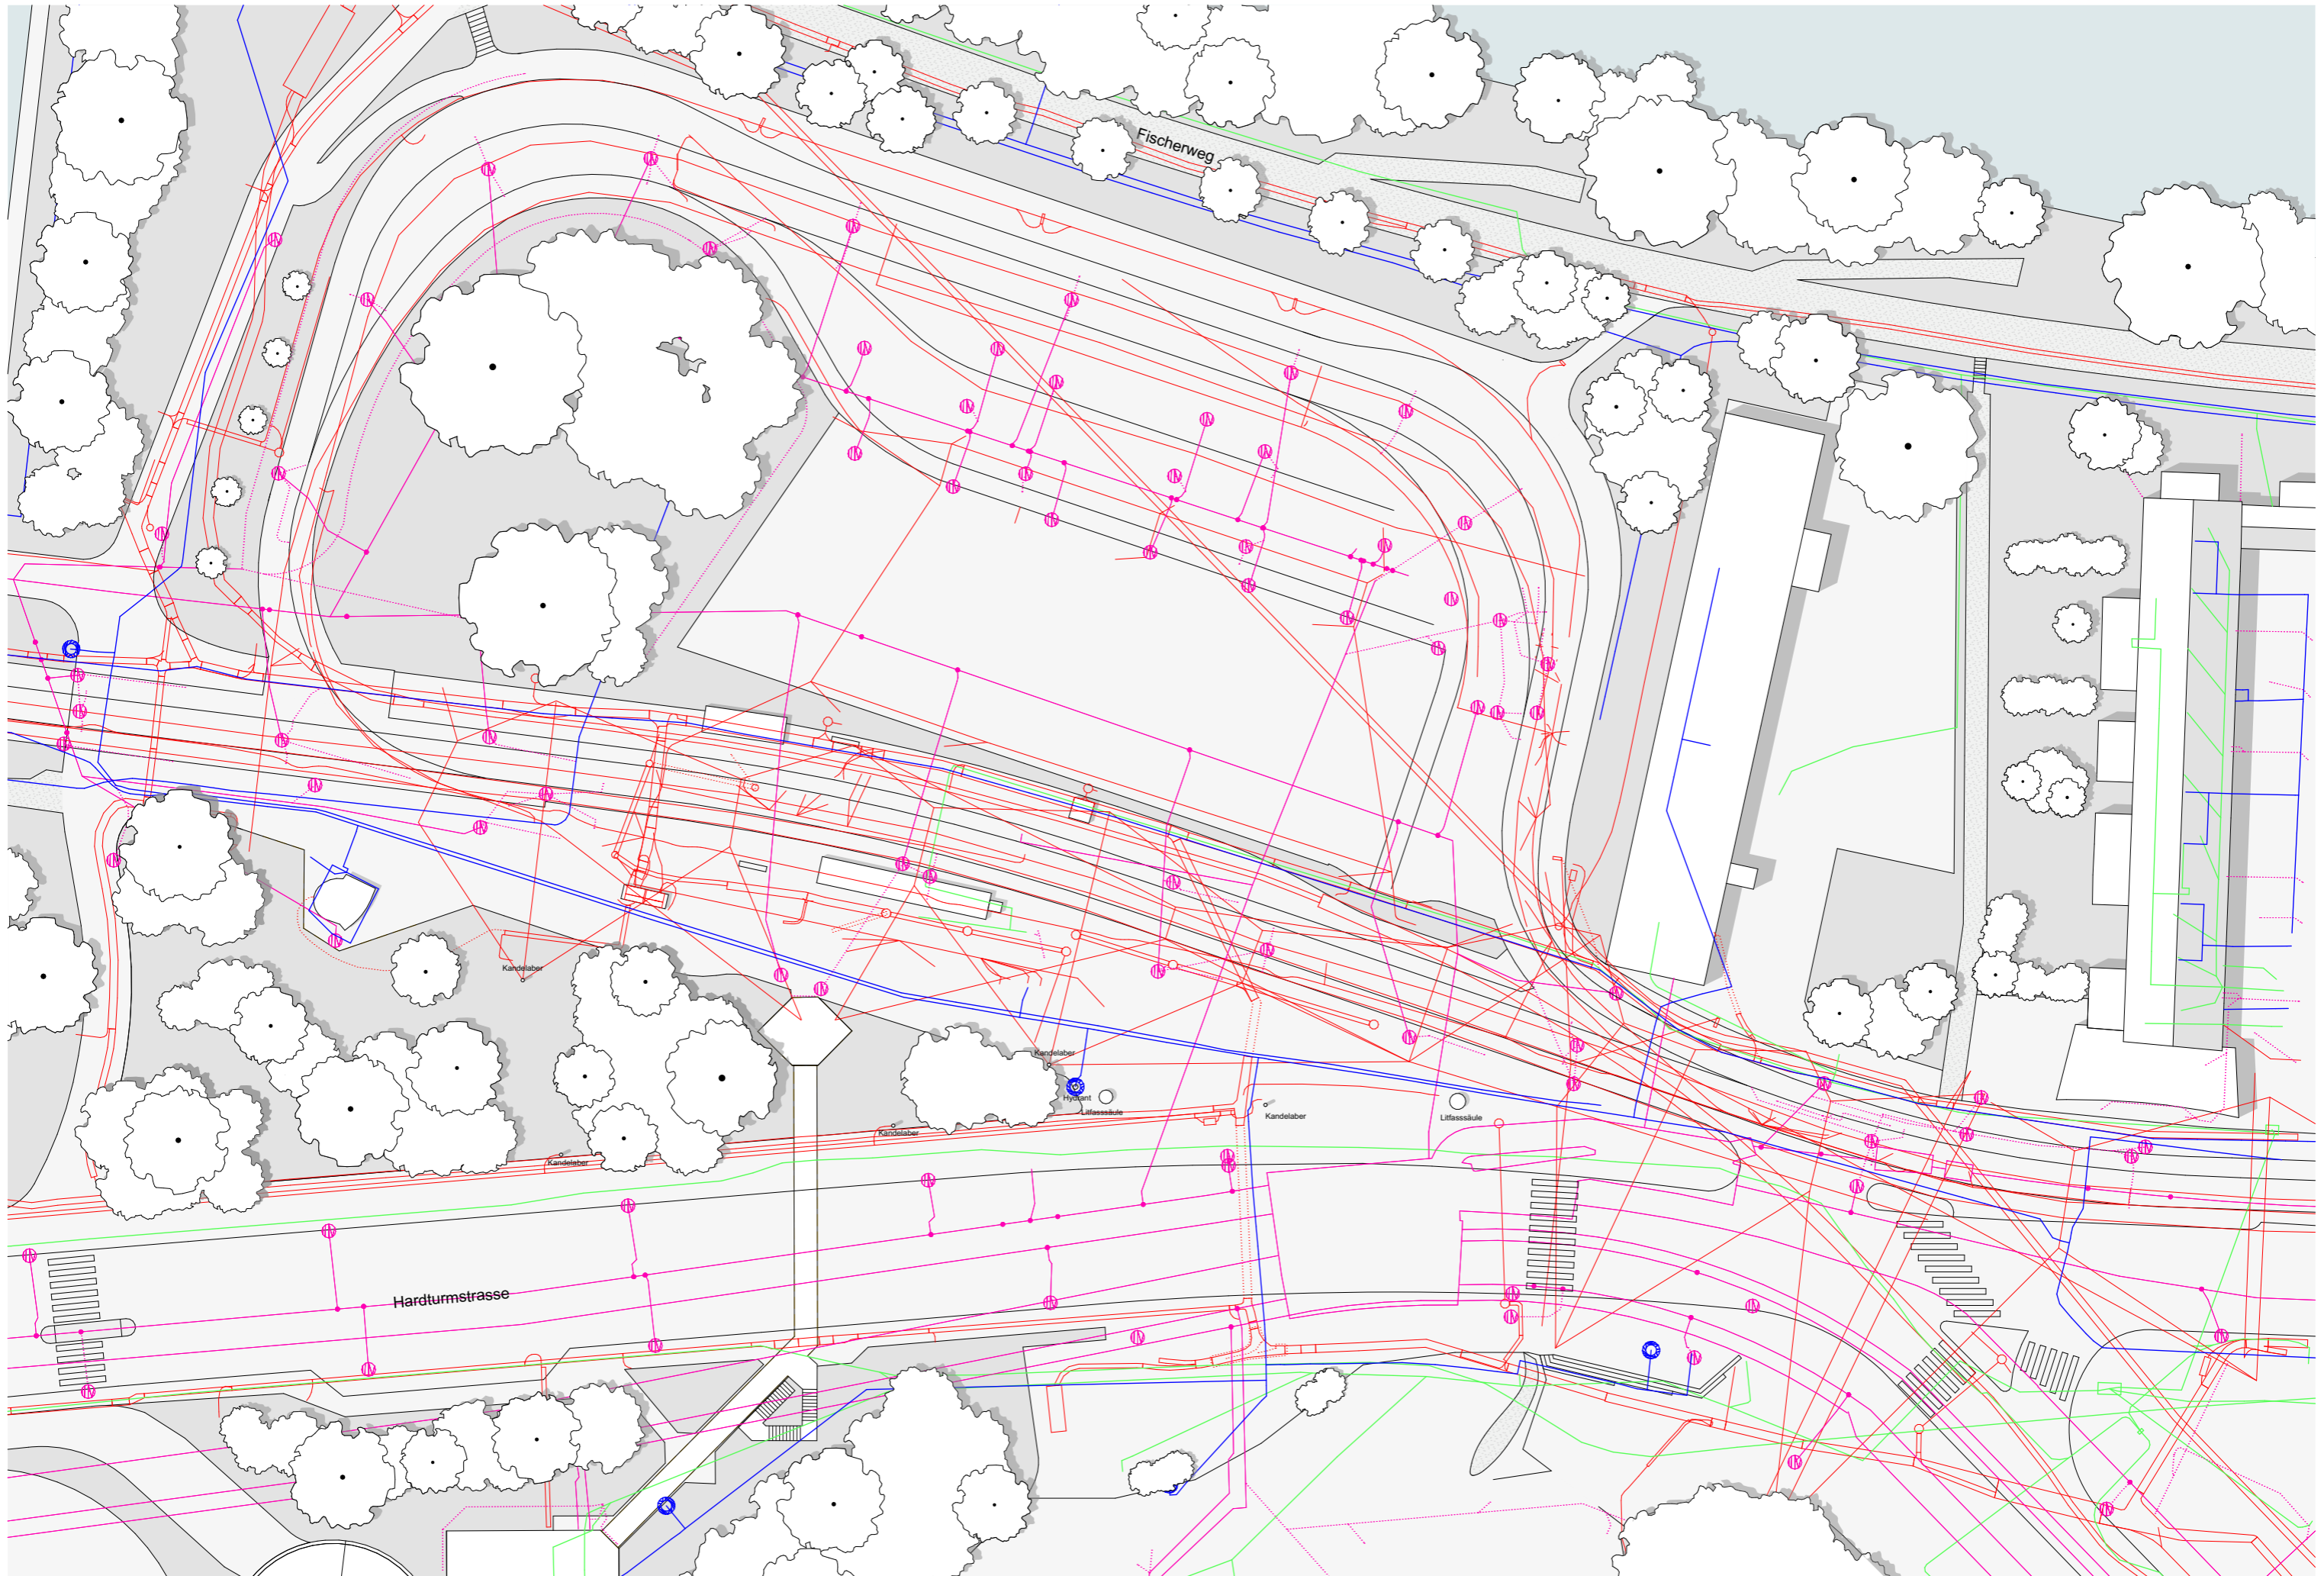 Fischerweg
Kandelaber
Kandelaber
Hydrant
Litfasssäule
Kandelaber
Litfasssäule
Kandelaber
Kandelaber
Hardturmstrasse